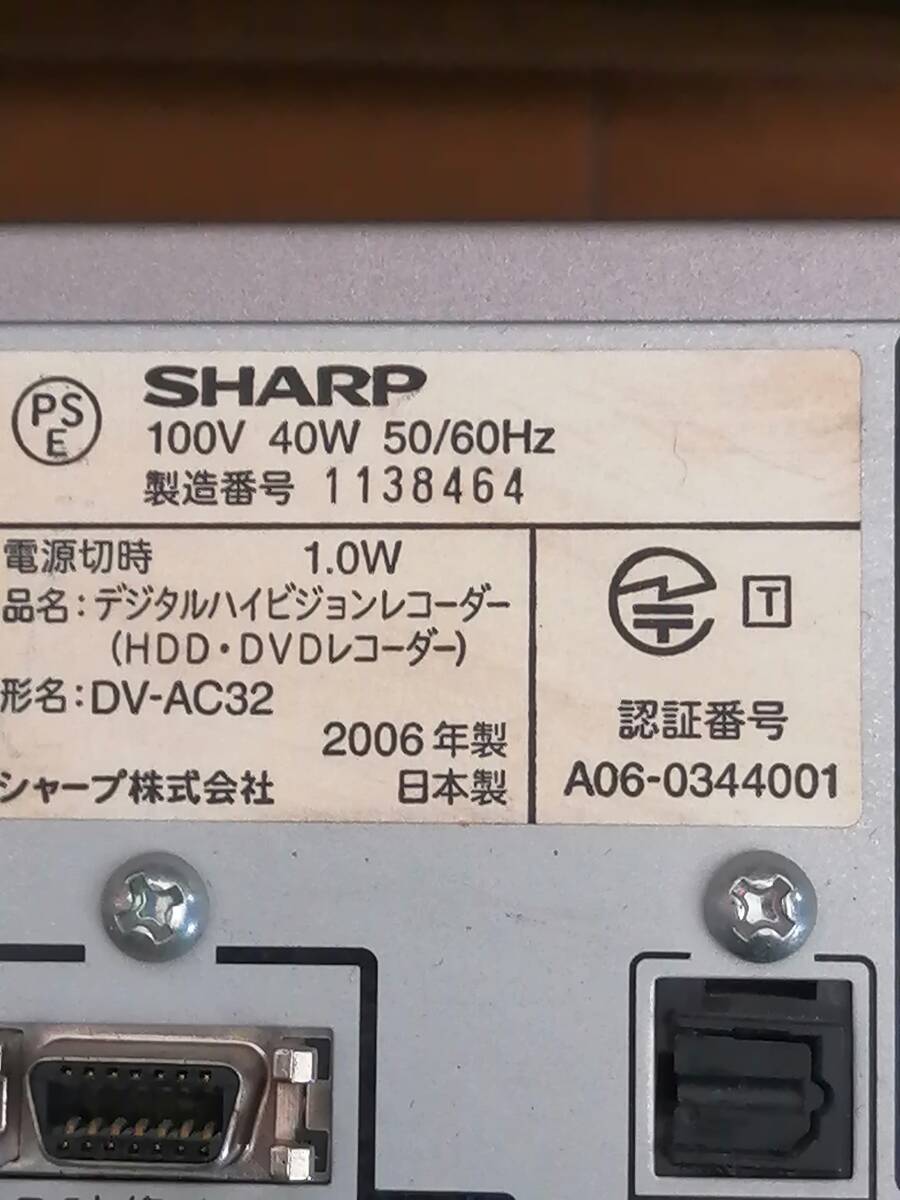 PS
E
SHARP
100V 40W 50/60Hz
製造番号 1138464
電源切時 1.0W
品名:デジタルハイビジョンレコーダー
(HDD・DVDレコーダー)
形名:DV-AC32
2006年製
シャープ株式会社 日本製
T
認証番号
A06-0344001